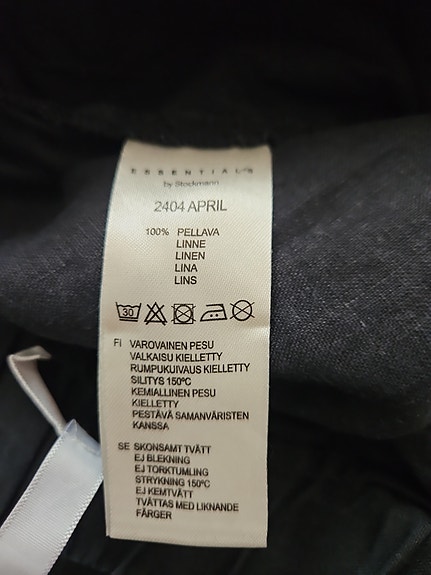 ESSENTIALS
by Stockmann
2404 APRIL
100% PELLAVA
LINNE
LINEN
LINA
LINS
30
FI VAROVAINEN PESU
VALKAISU KIELLETTY
RUMPUKUIVAUS KIELLETTY
SILITYS 150°C
KEMIALLINEN PESU
KIELLETTY
PESTÄVÄ SAMANVÄRISTEN
KANSSA
SE SKONSAMT TVÄTT
EJ BLEKNING
EJ TORKTUMLING
STRYKNING 150°C
EJ KEMTVÄTT
TVÄTTAS MED LIKNANDE
FÄRGER